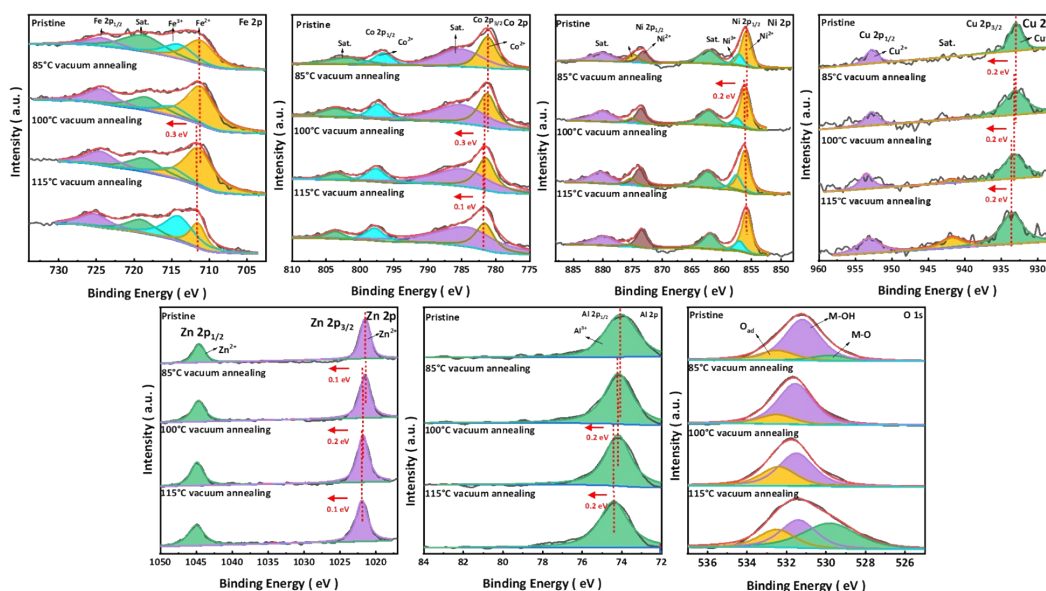 Pristine Fe 2p1/2 Sat. Fe3+ Fe2+ Fe 2p
85°C vacuum annealing
100°C vacuum annealing
0.3 eV
115°C vacuum annealing
Intensity (a.u.)
730 725 720 715 710 705
Binding Energy ( eV )
Pristine Co 2p3/2 Co 2p
Sat. Co 2p1/2 Co2+ Sat. Co2+
85°C vacuum annealing
100°C vacuum annealing
0.3 eV
115°C vacuum annealing
0.1 eV
Intensity (a.u.)
810 805 800 795 790 785 780 775
Binding Energy ( eV )
Pristine Ni 2p1/2 Ni 2p
Sat. Ni 2p1/2 Ni2+ Sat. Ni3+ Ni2+
85°C vacuum annealing
0.2 eV
100°C vacuum annealing
115°C vacuum annealing
Intensity (a.u.)
885 880 875 870 865 860 855 850
Binding Energy ( eV )
Pristine Cu 2p3/2 Cu 2
Cu 2p1/2 Cu2+ Sat. Cu
85°C vacuum annealing
0.2 eV
100°C vacuum annealing
0.2 eV
115°C vacuum annealing
0.2 eV
Intensity (a.u.)
960 955 950 945 940 935 930
Binding Energy ( eV )
Pristine
Zn 2p1/2 Zn 2p3/2 Zn 2p
Zn2+ Zn2+
85°C vacuum annealing
0.1 eV
100°C vacuum annealing
0.2 eV
115°C vacuum annealing
0.1 eV
Intensity ( a.u.)
1050 1040 1030 1020
Binding Energy ( eV )
Pristine Al 2p1/2 Al 2p
Al3+
85°C vacuum annealing
100°C vacuum annealing
0.2 eV
115°C vacuum annealing
0.2 eV
Intensity ( a.u.)
84 82 80 78 76 74 72
Binding Energy ( eV )
Pristine M-OH O 1s
Oad M-O
85°C vacuum annealing
100°C vacuum annealing
115°C vacuum annealing
Intensity ( a.u.)
536 534 532 530 528 526
Binding Energy ( eV )